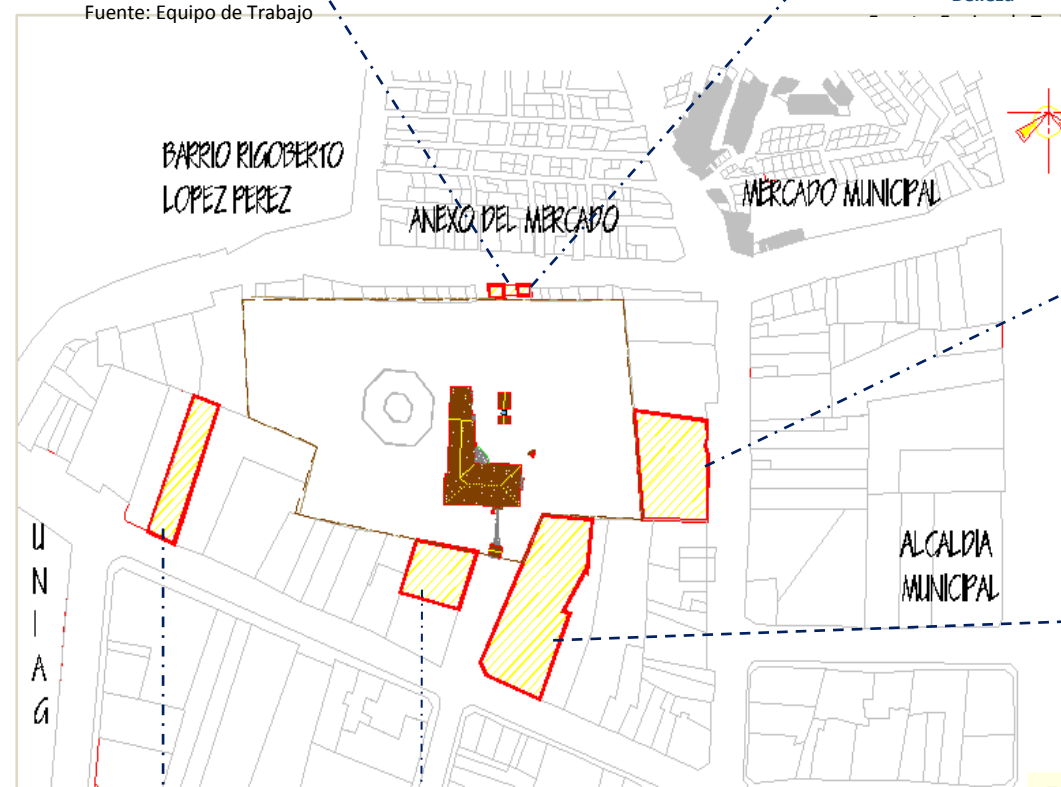 Fuente: Equipo de Trabajo
BARRIO RIGOBERTO
LOPEZ PEREZ
ANEXO DEL MERCADO
MERCADO MUNICIPAL
ALCALDIA
MUNICIPAL
U
N
I
A
G